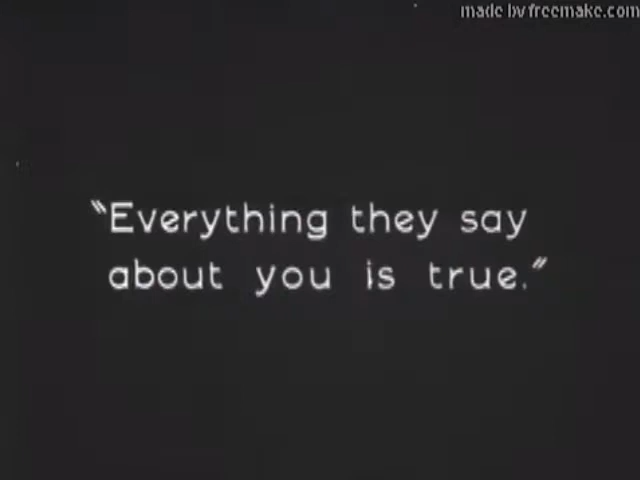 made by freemake.com
"Everything they say
about you is true."